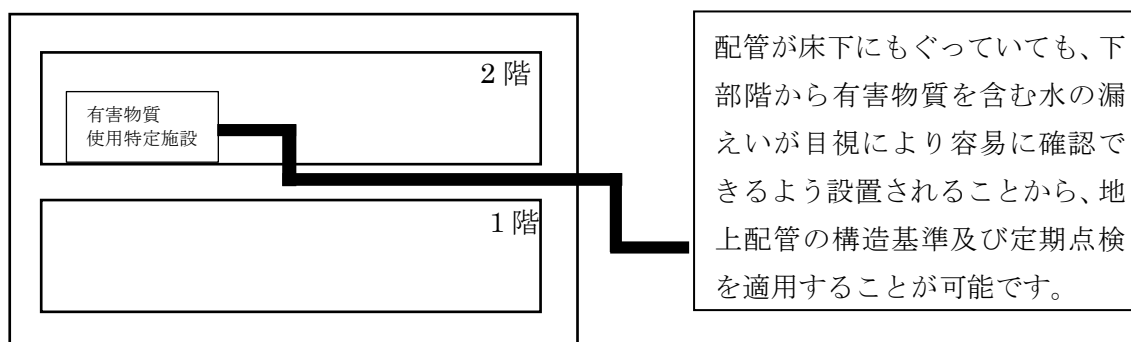 2 階
有害物質
使用特定施設
1 階
配管が床下にもぐっていても、下
部階から有害物質を含む水の漏
えいが目視により容易に確認で
きるよう設置されることから、地
上配管の構造基準及び定期点検
を適用することが可能です。